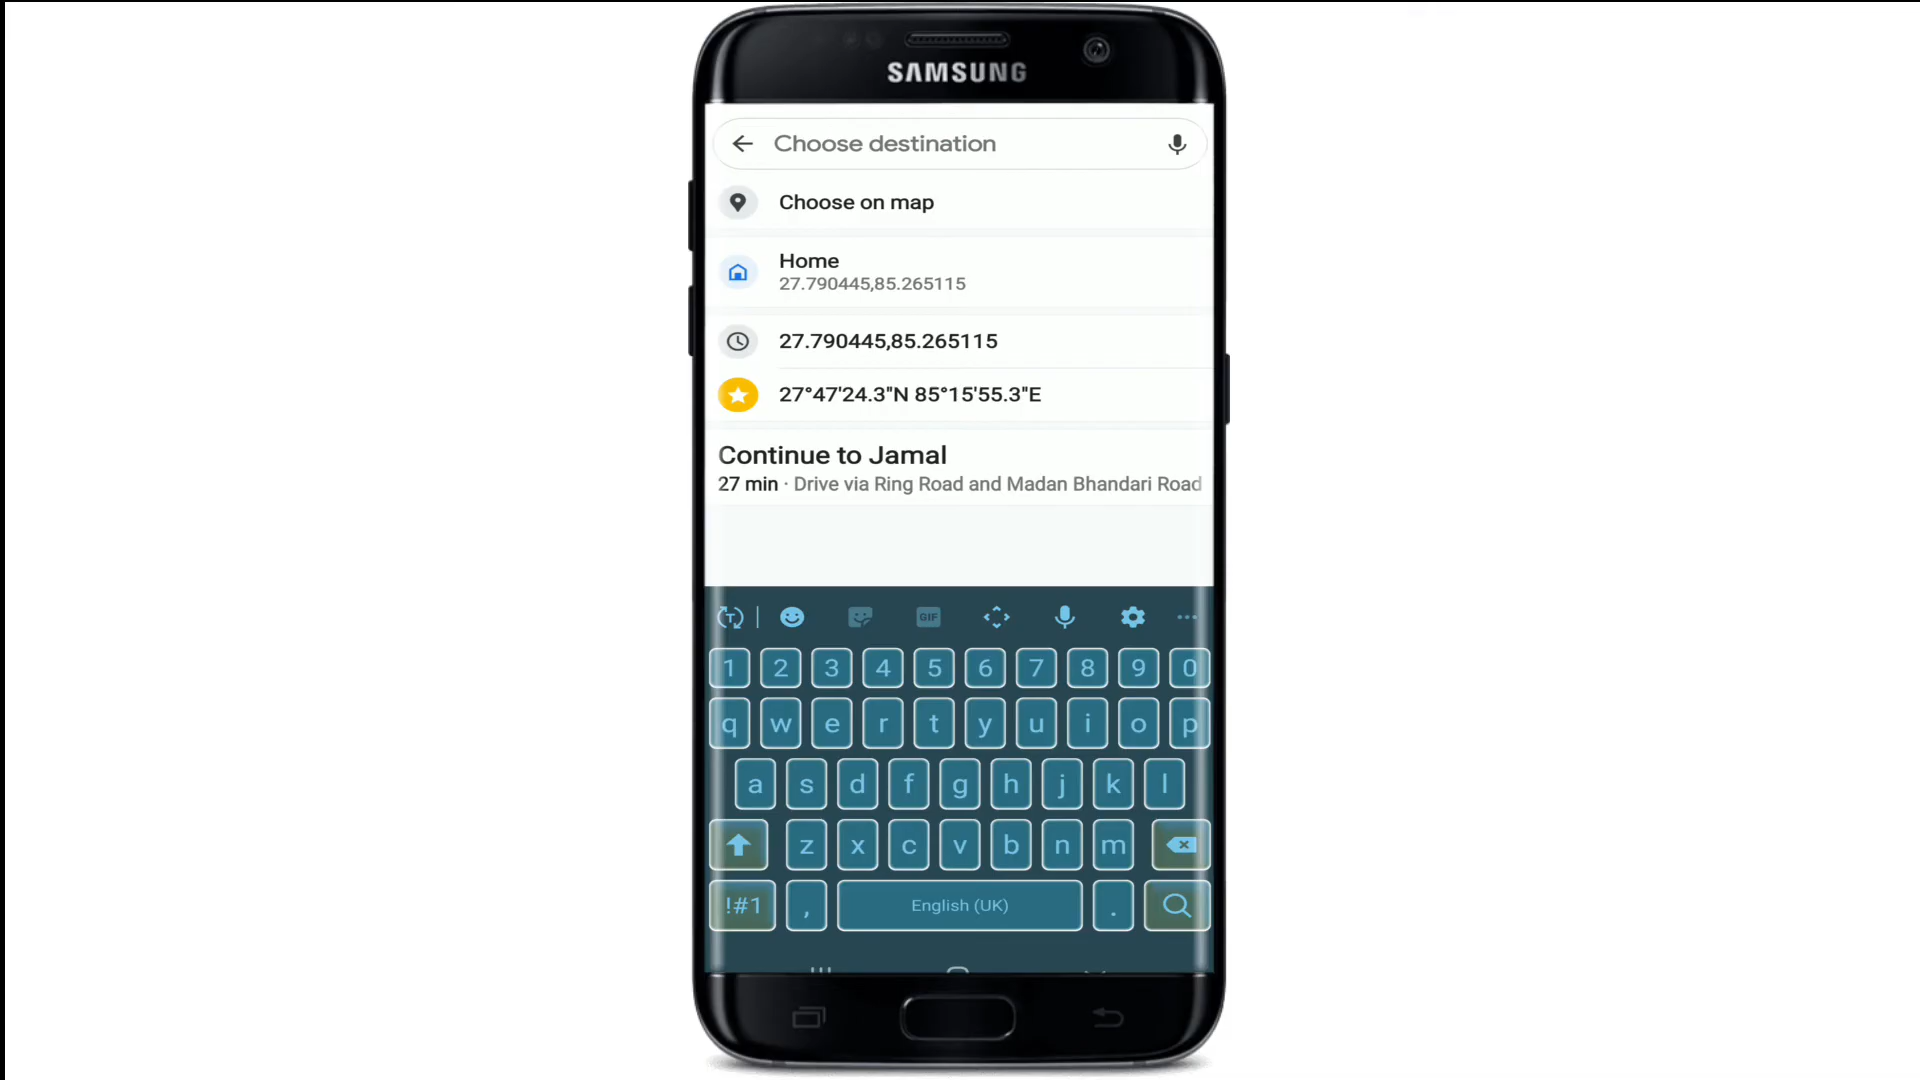 SAMSUNG
Choose destination
Choose on map
Home
27.790445,85.265115
27.790445,85.265115
27°47'24.3"N 85°15'55.3"E
Continue to Jamal
27 min · Drive via Ring Road and Madan Bhandari Road
T GIF
1 2 3 4 5 6 7 8 9 0
q w e r t y u i o p
a s d f g h j k l
z x c v b n m
!#1 , English (UK) .